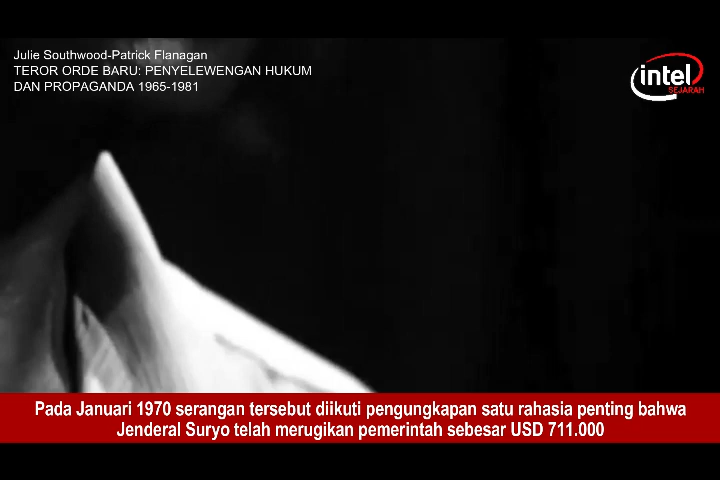 Julie Southwood-Patrick Flanagan
TEROR ORDE BARU: PENYELEWENGAN HUKUM
DAN PROPAGANDA 1965-1981
intel
SEJARAH
Pada Januari 1970 serangan tersebut diikuti pengungkapan satu rahasia penting bahwa
Jenderal Suryo telah merugikan pemerintah sebesar USD 711.000